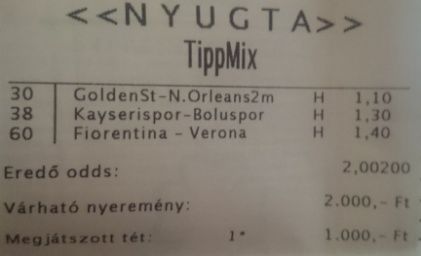 <<NYUGTA>>
TippMix
30 GoldenSt-N.Orleans2m H 1,10
38 Kayserispor-Boluspor H 1,30
60 Fiorentina - Verona H 1,40
Eredő odds: 2,00200
Várható nyeremény: 2.000,- Ft
Megjátszott tét: 1* 1.000,- Ft